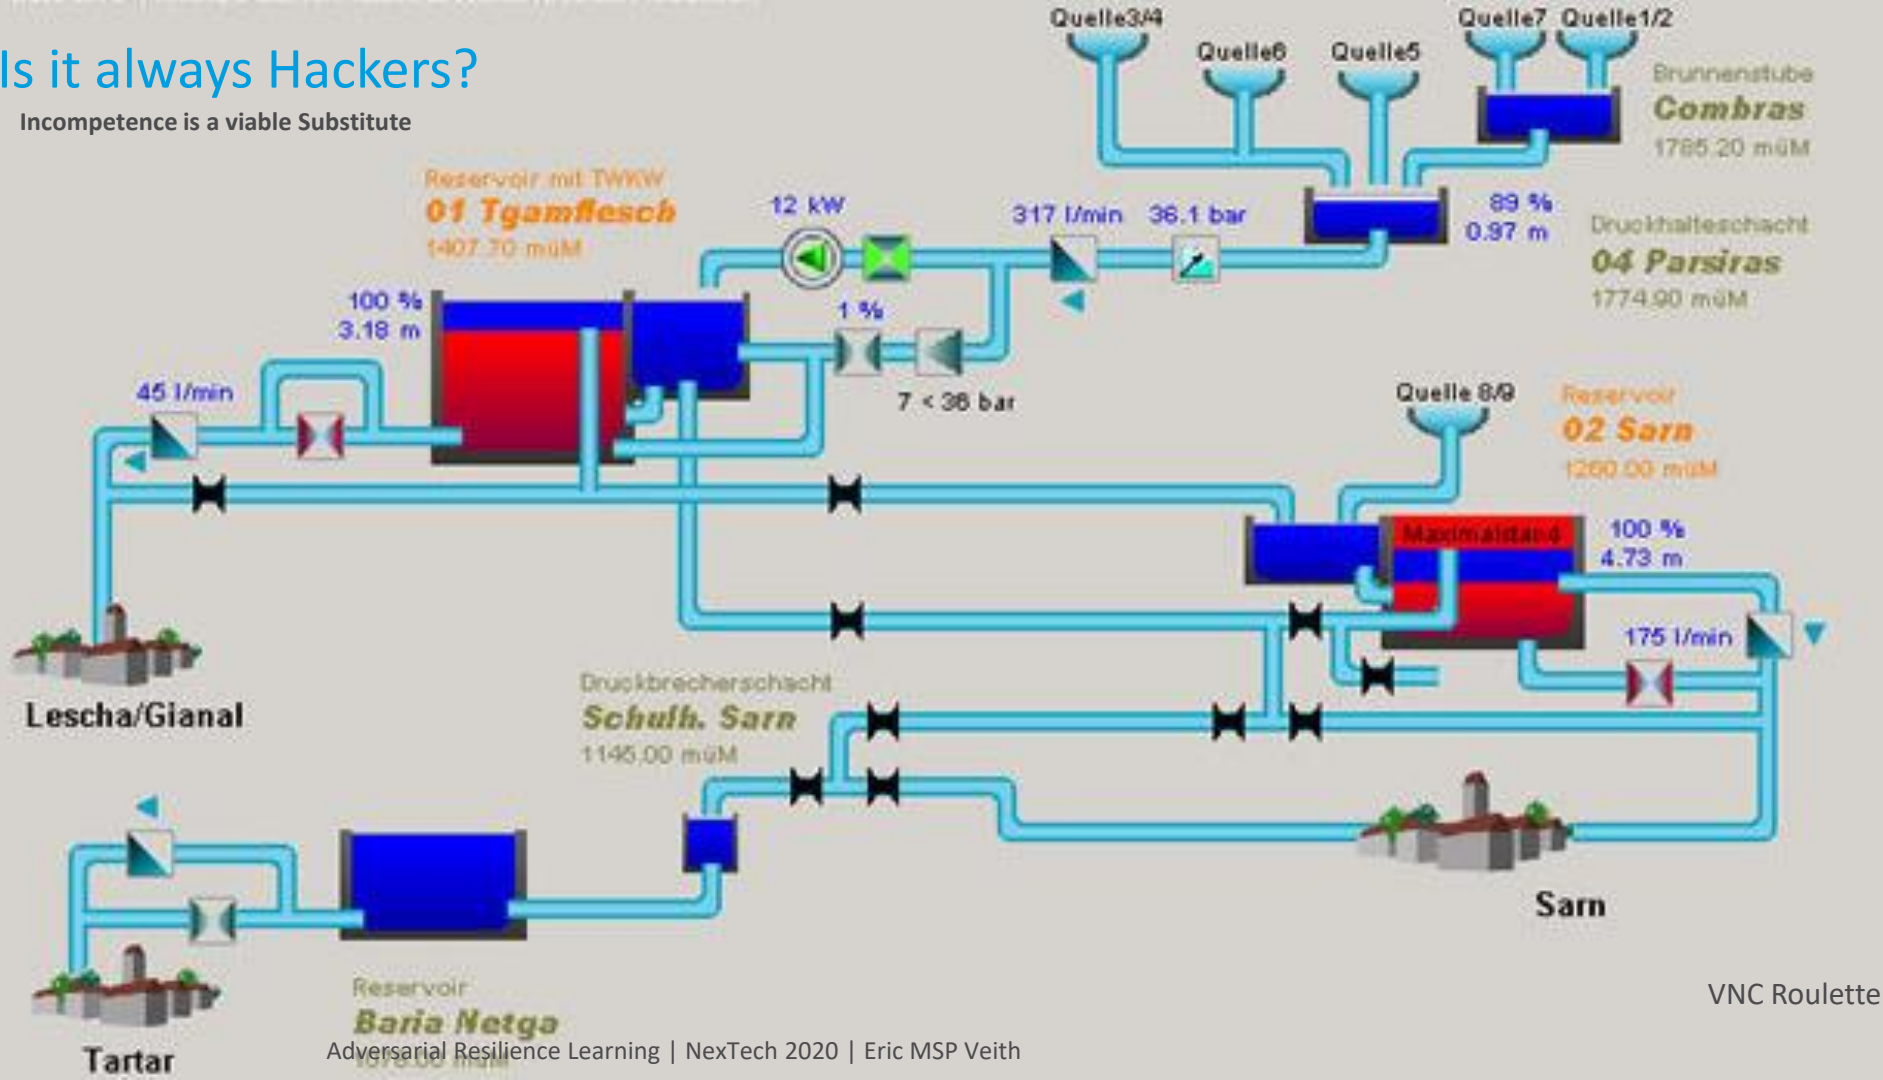 Is it always Hackers?
Incompetence is a viable Substitute
Quelle3/4
Quelle6
Quelle5
Quelle7
Quelle1/2
Brunnenstube
Combras
1785.20 müM
Reservoir mit TWKW
01 Tgamflesch
1407.70 müM
12 kW
317 l/min
36.1 bar
89 %
0.97 m
Druckhalteschacht
04 Parsiras
1774.90 müM
100 %
3.18 m
1 %
7 < 36 bar
45 l/min
Quelle 8/9
Reservoir
02 Sarn
1260.00 müM
Maximalstand
100 %
4.73 m
175 l/min
Lescha/Gianal
Druckbrecherschacht
Schulh. Sarn
1145.00 müM
Sarn
Reservoir
Baria Netga
Tartar
VNC Roulette
Adversarial Resilience Learning | NexTech 2020 | Eric MSP Veith